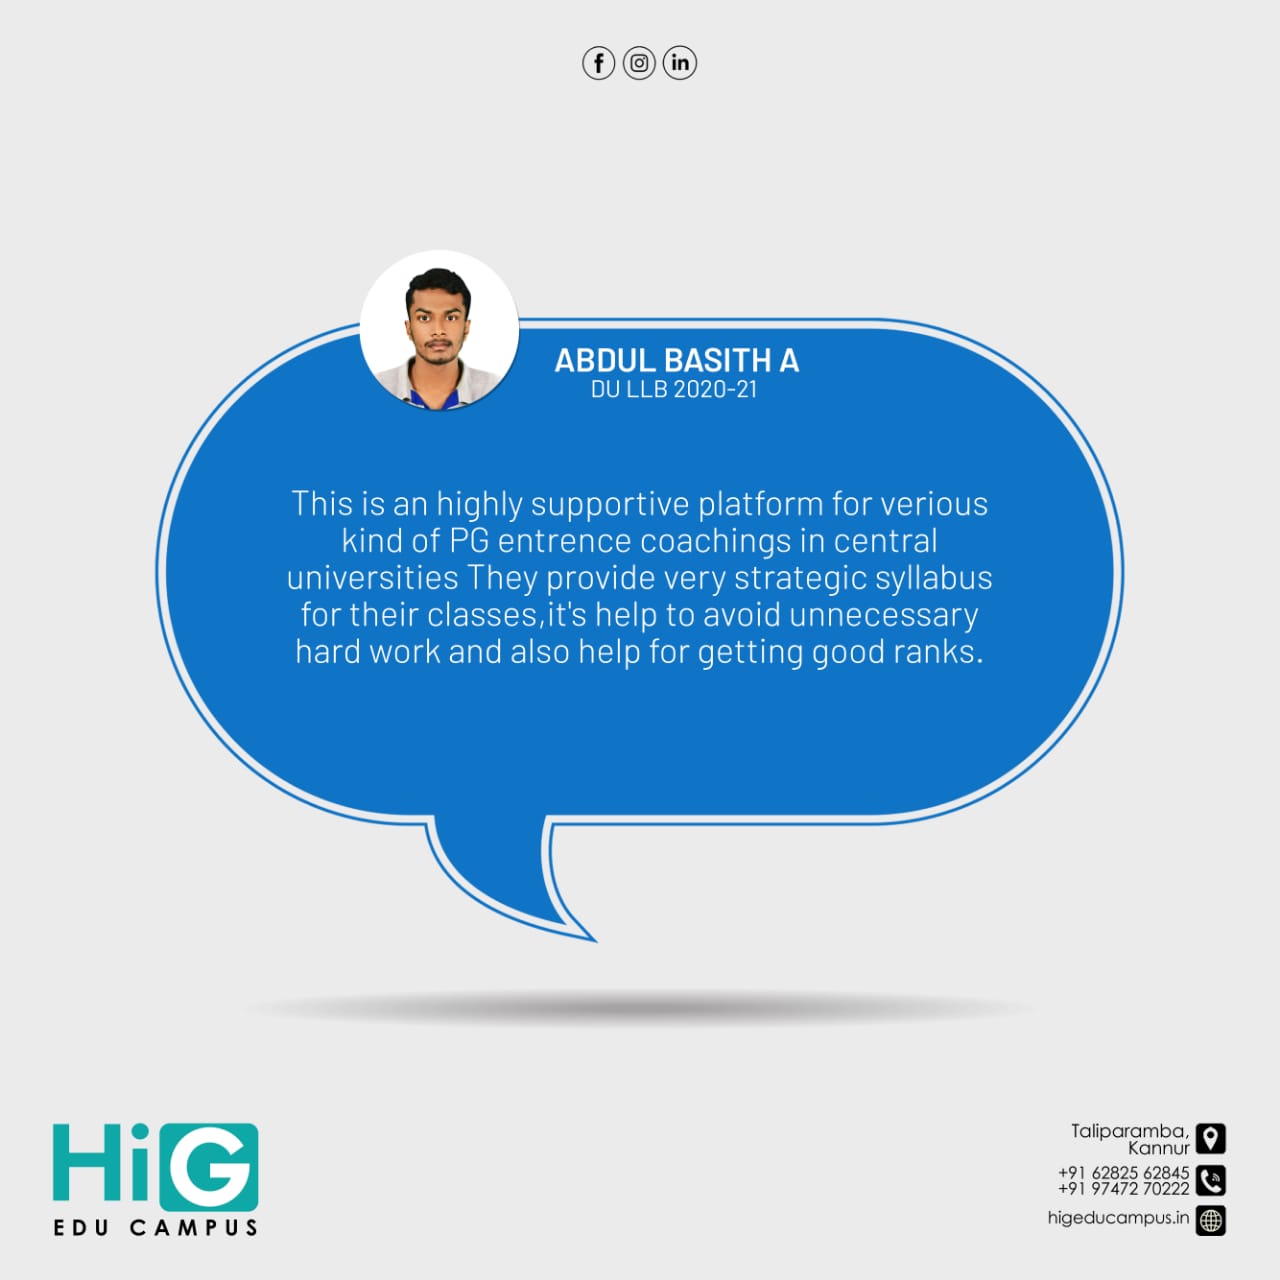 ABDUL BASITH A
DU LLB 2020-21
This is an highly supportive platform for verious
kind of PG entrence coachings in central
universities They provide very strategic syllabus
for their classes,it's help to avoid unnecessary
hard work and also help for getting good ranks.
HiG
EDU CAMPUS
Taliparamba,
Kannur
+91 62825 62845
+91 97472 70222
higeducampus.in